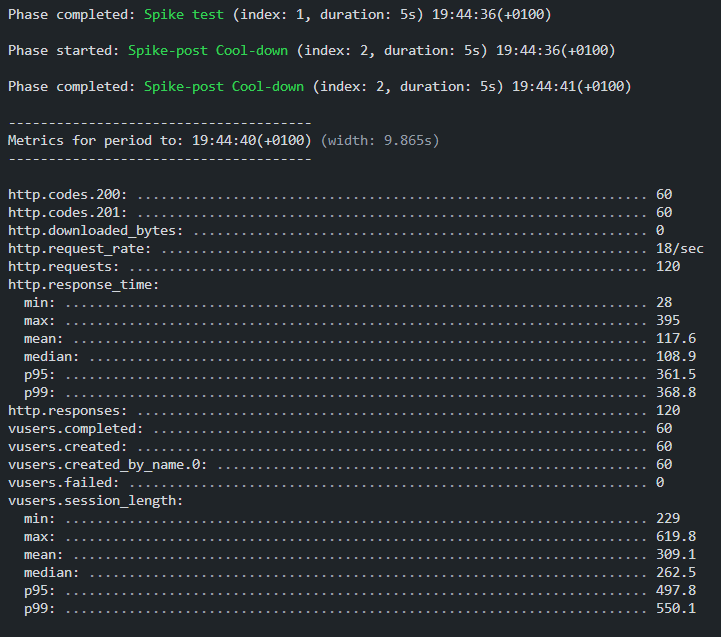 Phase completed: Spike test (index: 1, duration: 5s) 19:44:36(+0100)
Phase started: Spike-post Cool-down (index: 2, duration: 5s) 19:44:36(+0100)
Phase completed: Spike-post Cool-down (index: 2, duration: 5s) 19:44:41(+0100)
--------------------------------------
Metrics for period to: 19:44:40(+0100) (width: 9.865s)
--------------------------------------
http.codes.200: ................................................................ 60
http.codes.201: ................................................................ 60
http.downloaded_bytes: ......................................................... 0
http.request_rate: ............................................................. 18/sec
http.requests: ................................................................. 120
http.response_time:
  min: ......................................................................... 28
  max: ......................................................................... 395
  mean: ........................................................................ 117.6
  median: ...................................................................... 108.9
  p95: ......................................................................... 361.5
  p99: ......................................................................... 368.8
http.responses: ................................................................ 120
vusers.completed: .............................................................. 60
vusers.created: ................................................................ 60
vusers.created_by_name.0: ...................................................... 60
vusers.failed: ................................................................. 0
vusers.session_length:
  min: ......................................................................... 229
  max: ......................................................................... 619.8
  mean: ........................................................................ 309.1
  median: ...................................................................... 262.5
  p95: ......................................................................... 497.8
  p99: ......................................................................... 550.1